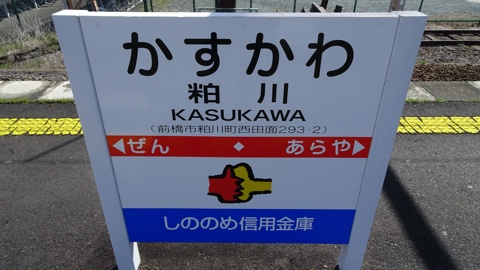 かすかわ
粕川
KASUKAWA
(前橋市粕川町西田面293-2)
ぜん あらや
しののめ信用金庫